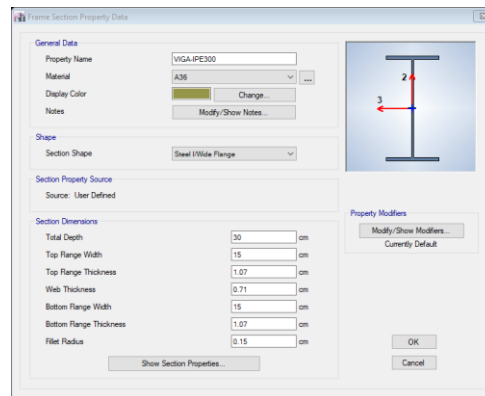 Frame Section Property Data
General Data
Property Name VIGA-IPE300
Material A36 ...
Display Color Change...
Notes Modify/Show Notes...
2
3
Shape
Section Shape Steel I/Wide Flange
Section Property Source
Source: User Defined
Property Modifiers
Modify/Show Modifiers...
Currently Default
Section Dimensions
Total Depth 30 cm
Top Flange Width 15 cm
Top Flange Thickness 1.07 cm
Web Thickness 0.71 cm
Bottom Flange Width 15 cm
Bottom Flange Thickness 1.07 cm
Fillet Radius 0.15 cm
Show Section Properties...
OK
Cancel